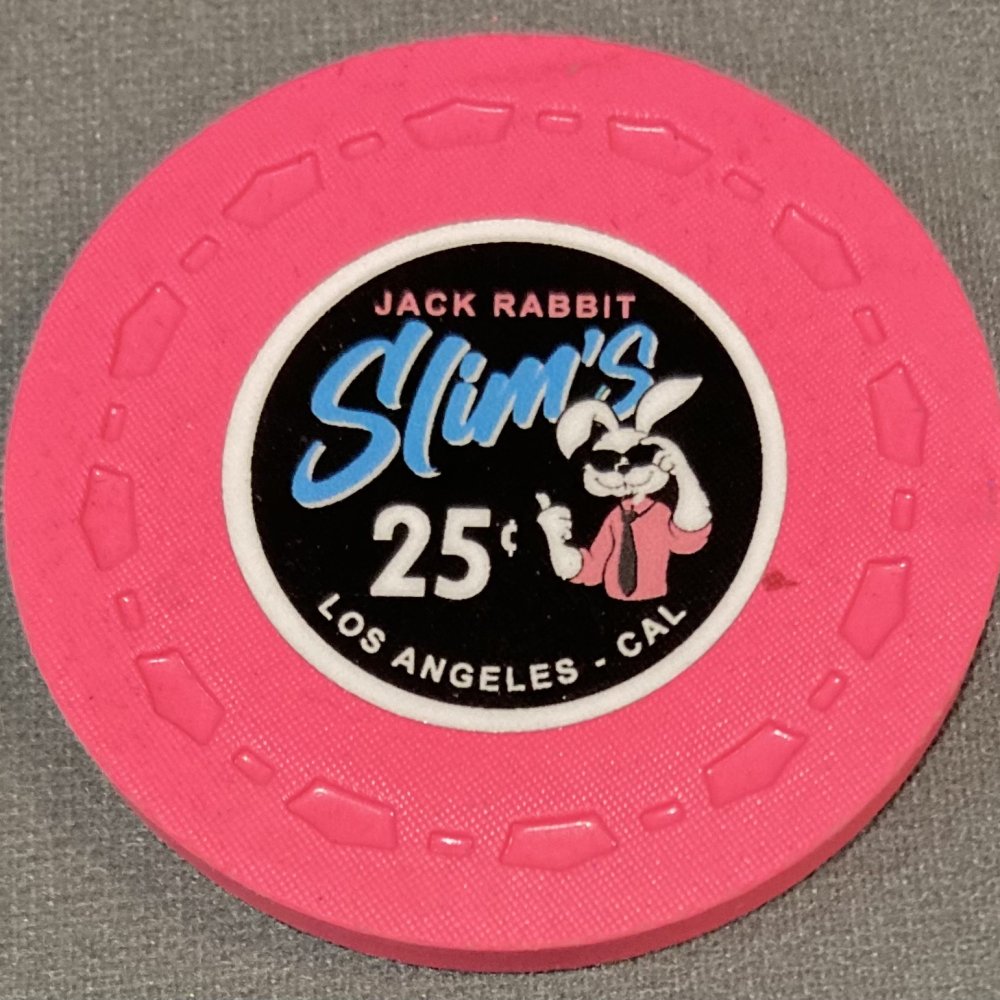 JACK RABBIT
Slim's
25¢
LOS ANGELES - CAL